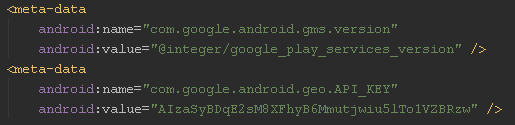 <meta-data
android:name="com.google.android.gms.version"
android:value="@integer/google_play_services_version" />
<meta-data
android:name="com.google.android.geo.API_KEY"
android:value="AIzaSyBDqE2sM8XFhyB6Mmutjwiu5lTo1VZBRzw" />